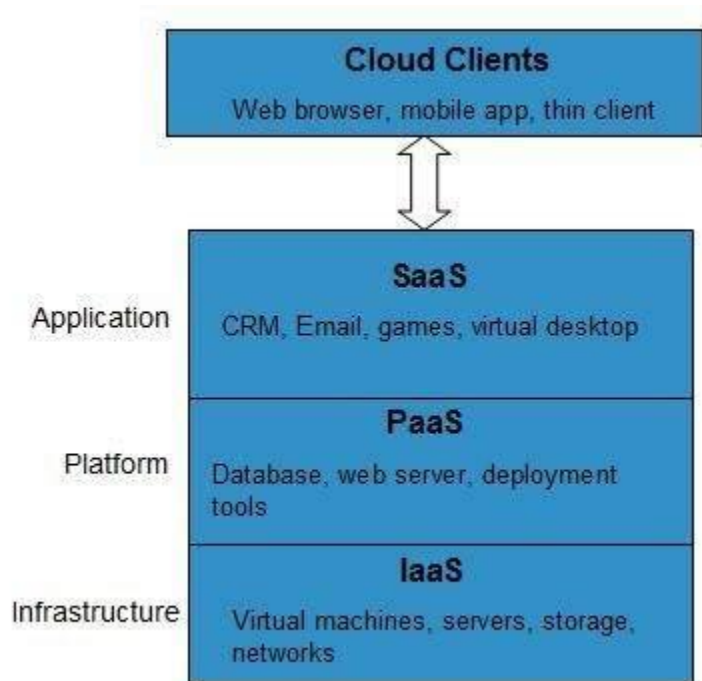 Cloud Clients
Web browser, mobile app, thin client
SaaS
Application
CRM, Email, games, virtual desktop
PaaS
Platform
Database, web server, deployment
tools
IaaS
Infrastructure
Virtual machines, servers, storage,
networks